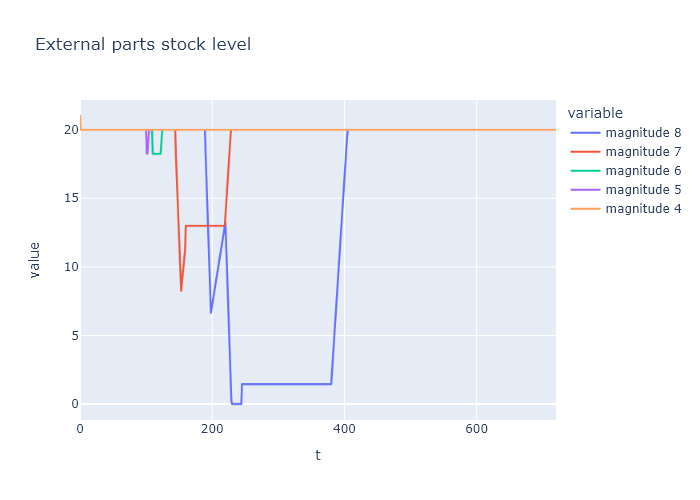 External parts stock level
variable
magnitude 8
magnitude 7
magnitude 6
magnitude 5
magnitude 4
value
20
15
10
5
0
0 200 400 600
t